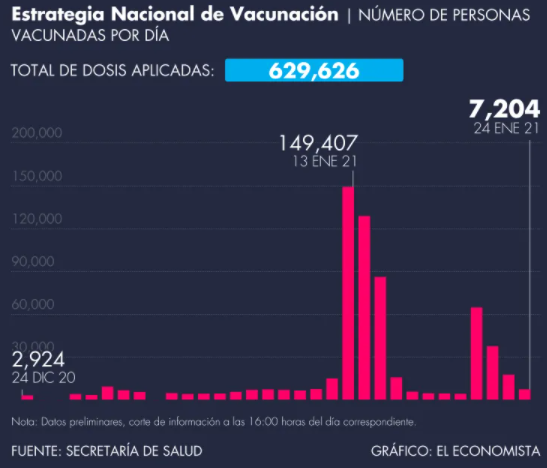 Estrategia Nacional de Vacunación | NÚMERO DE PERSONAS
VACUNADAS POR DÍA
TOTAL DE DOSIS APLICADAS: 629,626
7,204
24 ENE 21
200,000
149,407
13 ENE 21
150,000
120,000
90,000
60,000
30,000
2,924
24 DIC 20
Nota: Datos preliminares, corte de información a las 16:00 horas del día correspondiente.
FUENTE: SECRETARÍA DE SALUD
GRÁFICO: EL ECONOMISTA